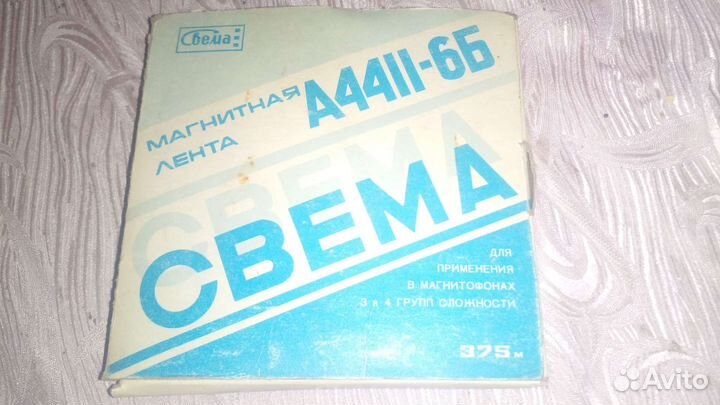 Свема
МАГНИТНАЯ
ЛЕНТА
А4411-6Б
СВЕМА
СВЕМА
ДЛЯ
ПРИМЕНЕНИЯ
В МАГНИТОФОНАХ
3 и 4 ГРУПП СЛОЖНОСТИ
375 м
Avito